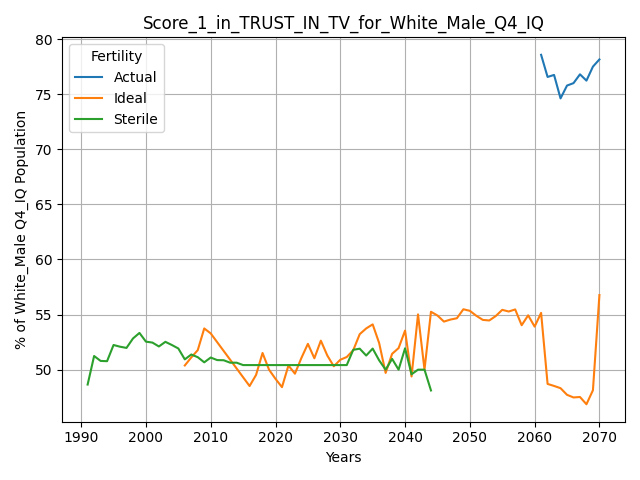 Score_1_in_TRUST_IN_TV_for_White_Male_Q4_IQ
Fertility
Actual
Ideal
Sterile
% of White_Male Q4_IQ Population
80
75
70
65
60
55
50
1990 2000 2010 2020 2030 2040 2050 2060 2070
Years